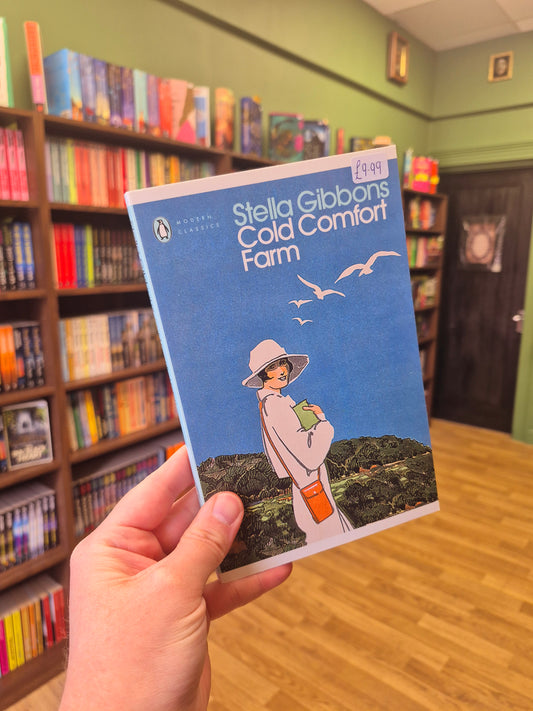 £9.99
MODERN
CLASSICS
Stella Gibbons
Cold Comfort
Farm